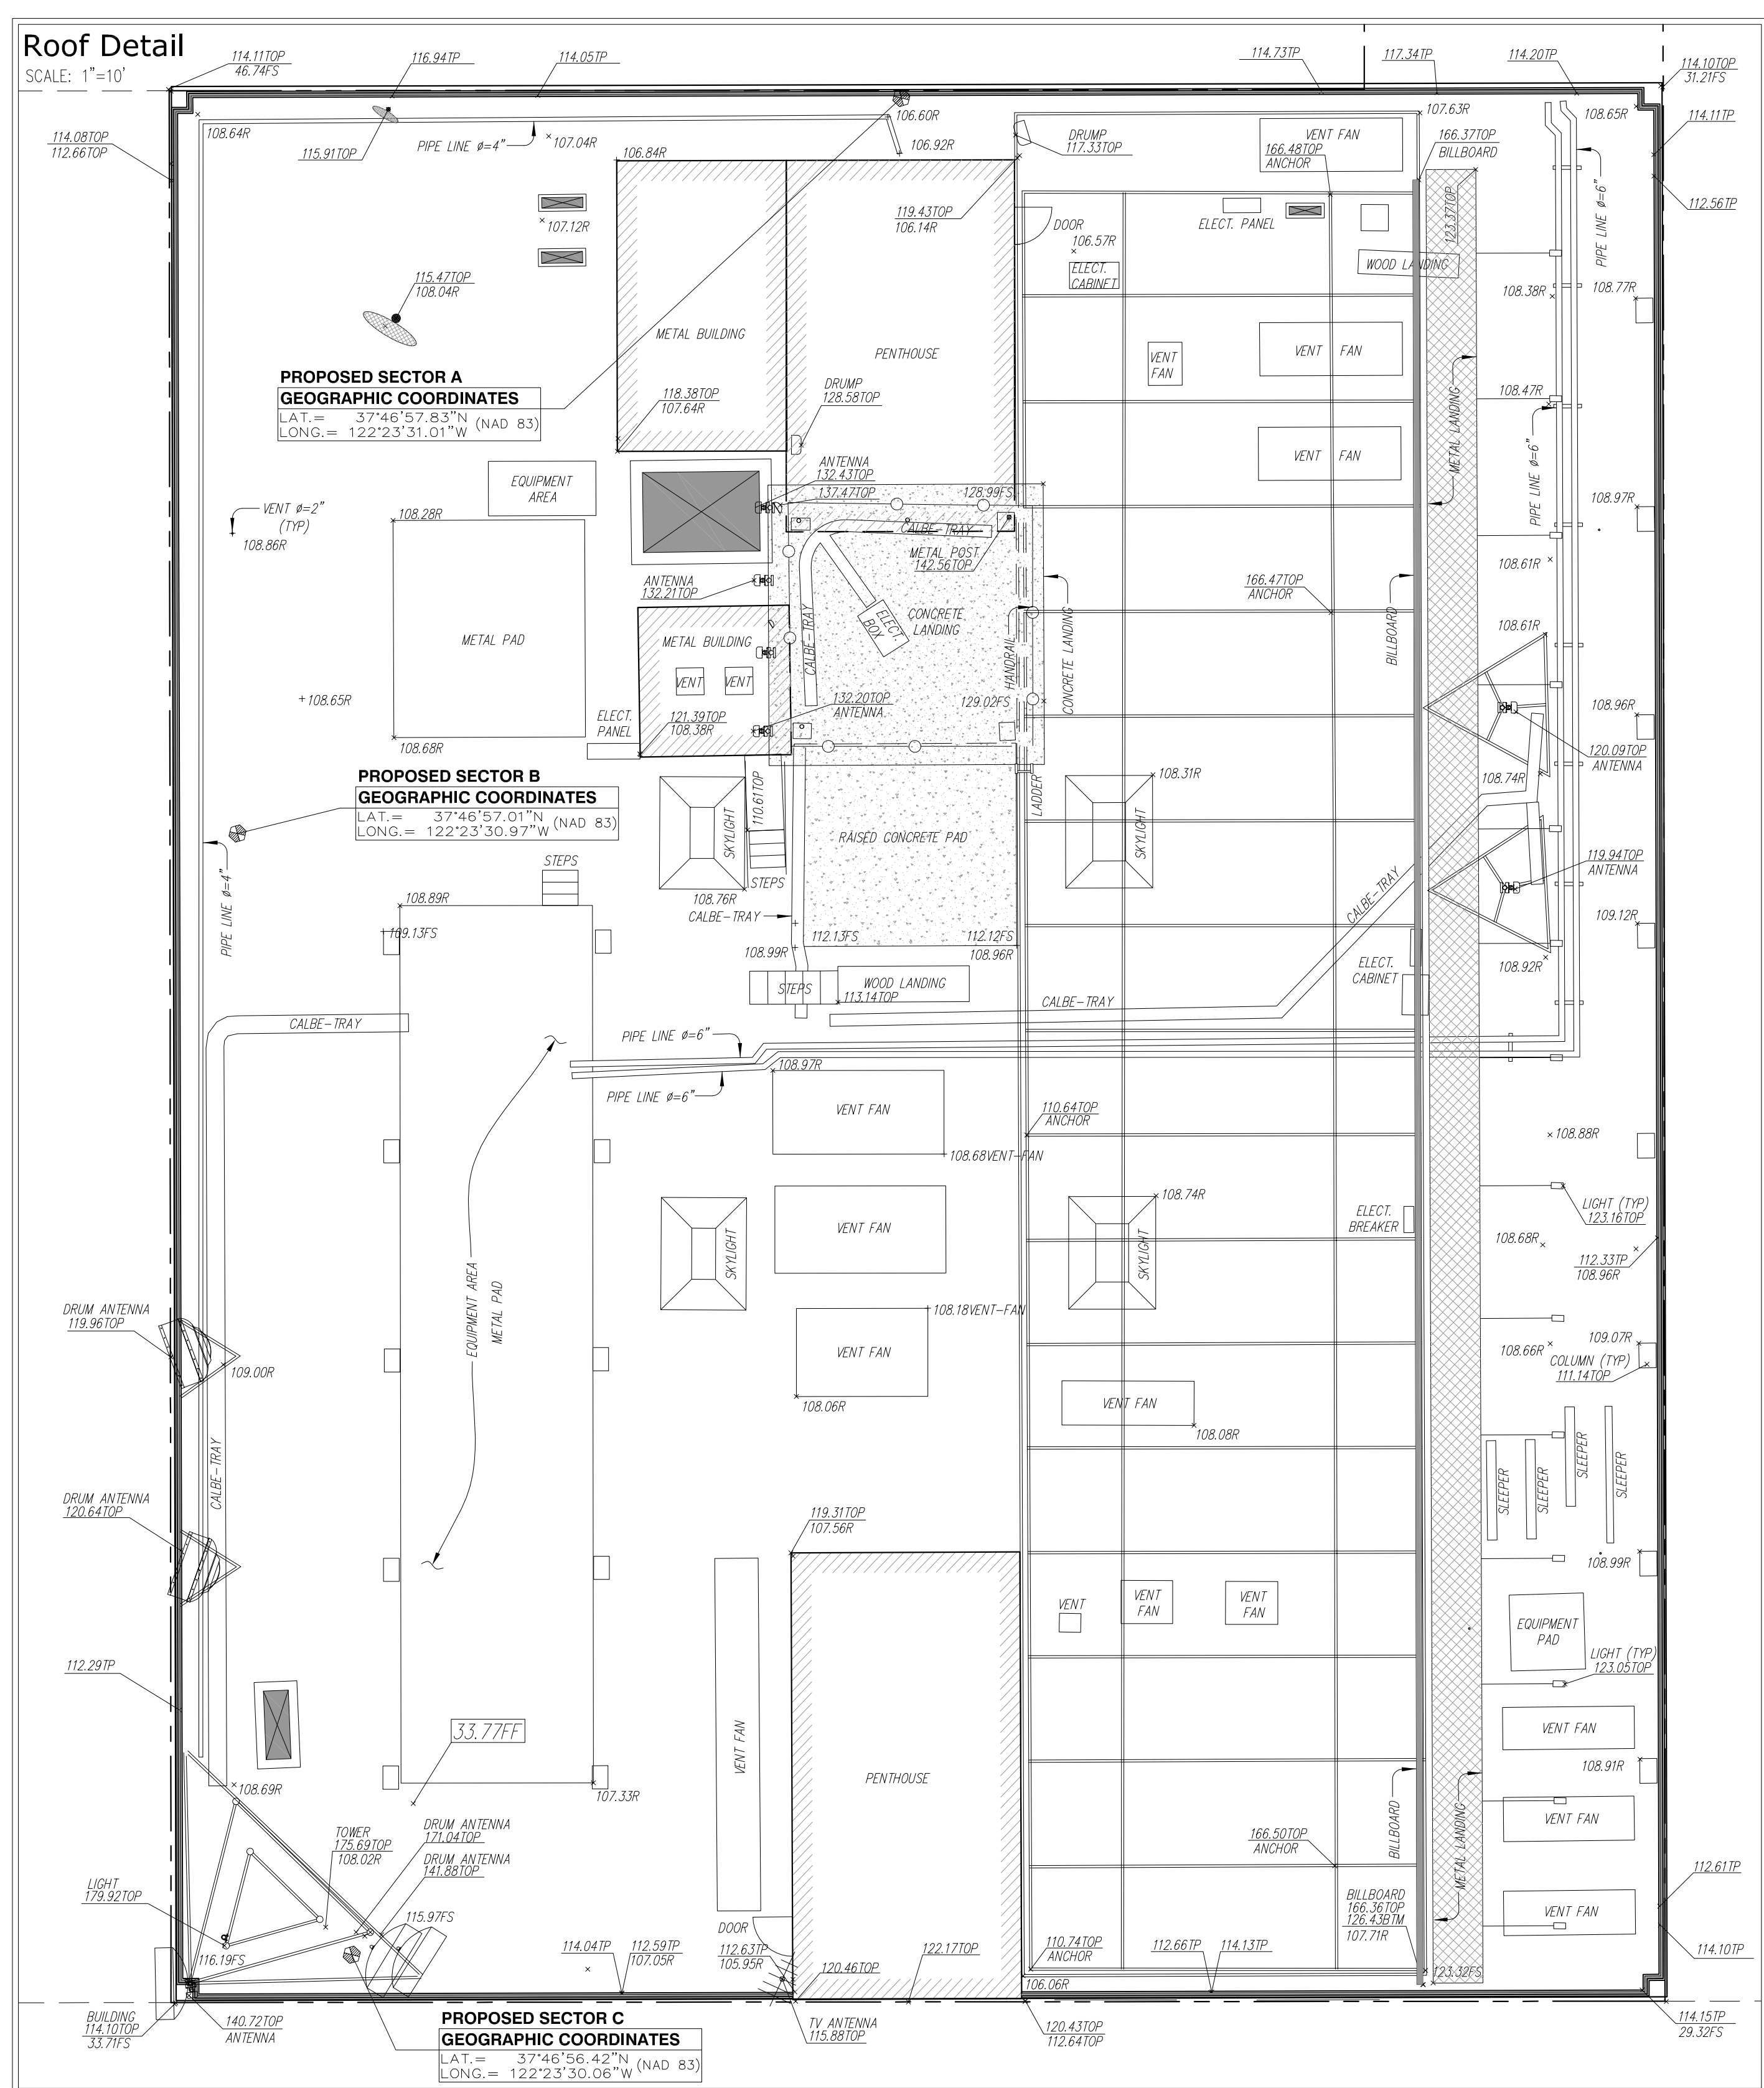 Roof Detail
SCALE: 1"=10'
114.11TOP
46.74FS
116.94TP
114.05TP
114.73TP
117.34TP
114.20TP
114.10TOP
31.21FS
114.08TOP
112.66TOP
108.64R
115.91TOP
PIPE LINE ø=4"
107.04R
106.84R
106.60R
106.92R
DRUMP
117.33TOP
VENT FAN
166.48TOP
ANCHOR
107.63R
166.37TOP
BILLBOARD
108.65R
114.11TP
112.56TP
107.12R
119.43TOP
106.14R
DOOR
106.57R
ELECT.
CABINET
ELECT. PANEL
WOOD LANDING
123.37TOP
PIPE LINE ø=6"
115.47TOP
108.04R
METAL BUILDING
PENTHOUSE
VENT
FAN
VENT FAN
108.38R
108.77R
PROPOSED SECTOR A
GEOGRAPHIC COORDINATES
LAT.= 37°46'57.83"N (NAD 83)
LONG.= 122°23'31.01"W
118.38TOP
107.64R
DRUMP
128.58TOP
VENT FAN
METAL LANDING
108.47R
PIPE LINE ø=6"
EQUIPMENT
AREA
ANTENNA
132.43TOP
137.47TOP
128.99FS
108.97R
VENT ø=2"
(TYP)
108.86R
108.28R
CALBE-TRAY
METAL POST
142.56TOP
108.61R
ANTENNA
132.21TOP
166.47TOP
ANCHOR
METAL PAD
METAL BUILDING
VENT
VENT
CALBE-TRAY
ELECT.
BOX
CONCRETE
LANDING
HANDRAIL
CONCRETE LANDING
BILLBOARD
108.61R
108.65R
ELECT.
PANEL
121.39TOP
108.38R
132.20TOP
ANTENNA
129.02FS
108.96R
108.68R
120.09TOP
ANTENNA
PROPOSED SECTOR B
GEOGRAPHIC COORDINATES
LAT.= 37°46'57.01"N (NAD 83)
LONG.= 122°23'30.97"W
110.61TOP
SKYLIGHT
LADDER
108.31R
SKYLIGHT
108.74R
RAISED CONCRETE PAD
STEPS
STEPS
119.94TOP
ANTENNA
PIPE LINE ø=4"
108.89R
108.76R
CALBE-TRAY
CALBE-TRAY
109.12R
109.13FS
112.13FS
112.12FS
108.99R
108.96R
ELECT.
CABINET
108.92R
STEPS
WOOD LANDING
113.14TOP
CALBE-TRAY
CALBE-TRAY
PIPE LINE ø=6"
108.97R
PIPE LINE ø=6"
VENT FAN
110.64TOP
ANCHOR
108.88R
108.68VENT-FAN
108.74R
LIGHT (TYP)
123.16TOP
VENT FAN
SKYLIGHT
SKYLIGHT
ELECT.
BREAKER
108.68R
112.33TP
108.96R
EQUIPMENT AREA
METAL PAD
DRUM ANTENNA
119.96TOP
108.18VENT-FAN
109.07R
108.66R
COLUMN (TYP)
111.14TOP
VENT FAN
109.00R
108.06R
VENT FAN
108.08R
CALBE-TRAY
SLEEPER
SLEEPER
SLEEPER
SLEEPER
DRUM ANTENNA
120.64TOP
119.31TOP
107.56R
108.99R
VENT
VENT
FAN
VENT
FAN
EQUIPMENT
PAD
112.29TP
LIGHT (TYP)
123.05TOP
33.77FF
VENT FAN
VENT FAN
108.69R
107.33R
PENTHOUSE
108.91R
BILLBOARD
METAL LANDING
VENT FAN
TOWER
175.69TOP
108.02R
DRUM ANTENNA
171.04TOP
DRUM ANTENNA
141.88TOP
166.50TOP
ANCHOR
112.61TP
LIGHT
179.92TOP
115.97FS
DOOR
BILLBOARD
166.36TOP
126.43BTM
107.71R
VENT FAN
116.19FS
114.04TP
112.59TP
107.05R
112.63TP
105.95R
122.17TOP
110.74TOP
ANCHOR
112.66TP
114.13TP
114.10TP
120.46TOP
106.06R
123.32FS
BUILDING
114.10TOP
33.71FS
140.72TOP
ANTENNA
PROPOSED SECTOR C
GEOGRAPHIC COORDINATES
LAT.= 37°46'56.42"N (NAD 83)
LONG.= 122°23'30.06"W
TV ANTENNA
115.88TOP
120.43TOP
112.64TOP
114.15TP
29.32FS